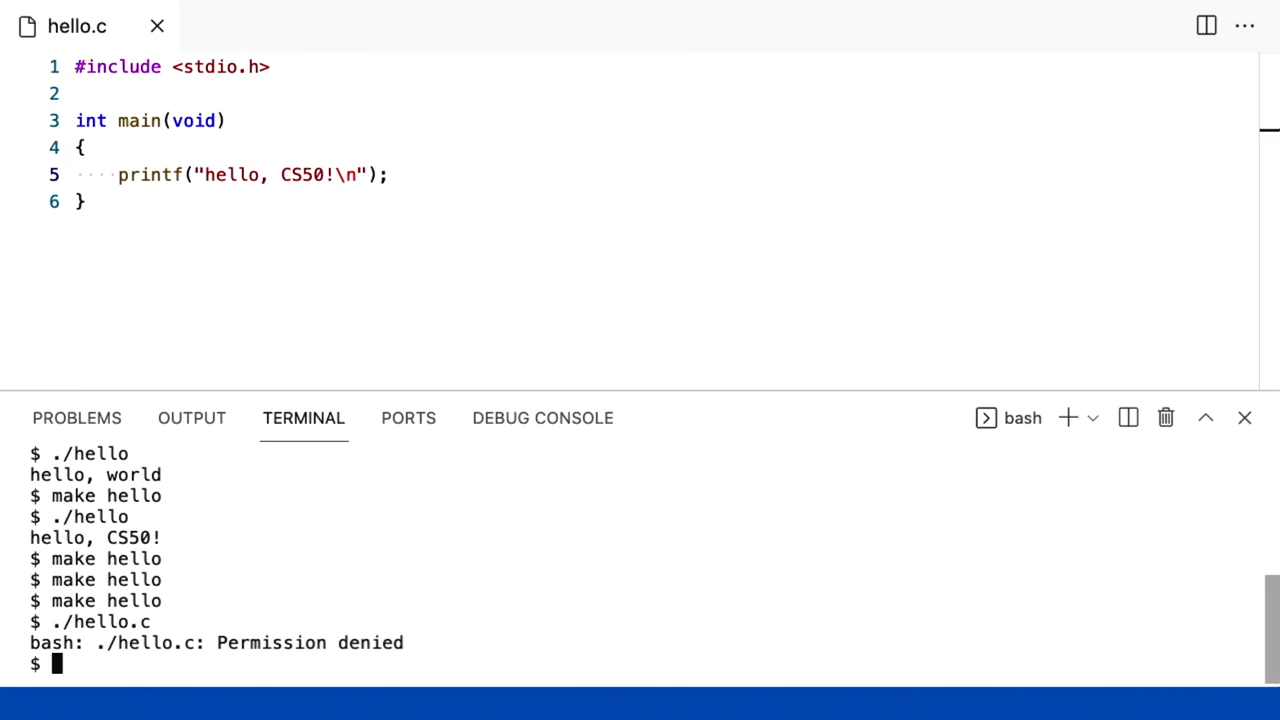 hello.c
1 #include <stdio.h>
2
3 int main(void)
4 {
5 ····printf("hello, CS50!\n");
6 }
PROBLEMS OUTPUT TERMINAL PORTS DEBUG CONSOLE bash
$ ./hello
hello, world
$ make hello
$ ./hello
hello, CS50!
$ make hello
$ make hello
$ make hello
$ ./hello.c
bash: ./hello.c: Permission denied
$